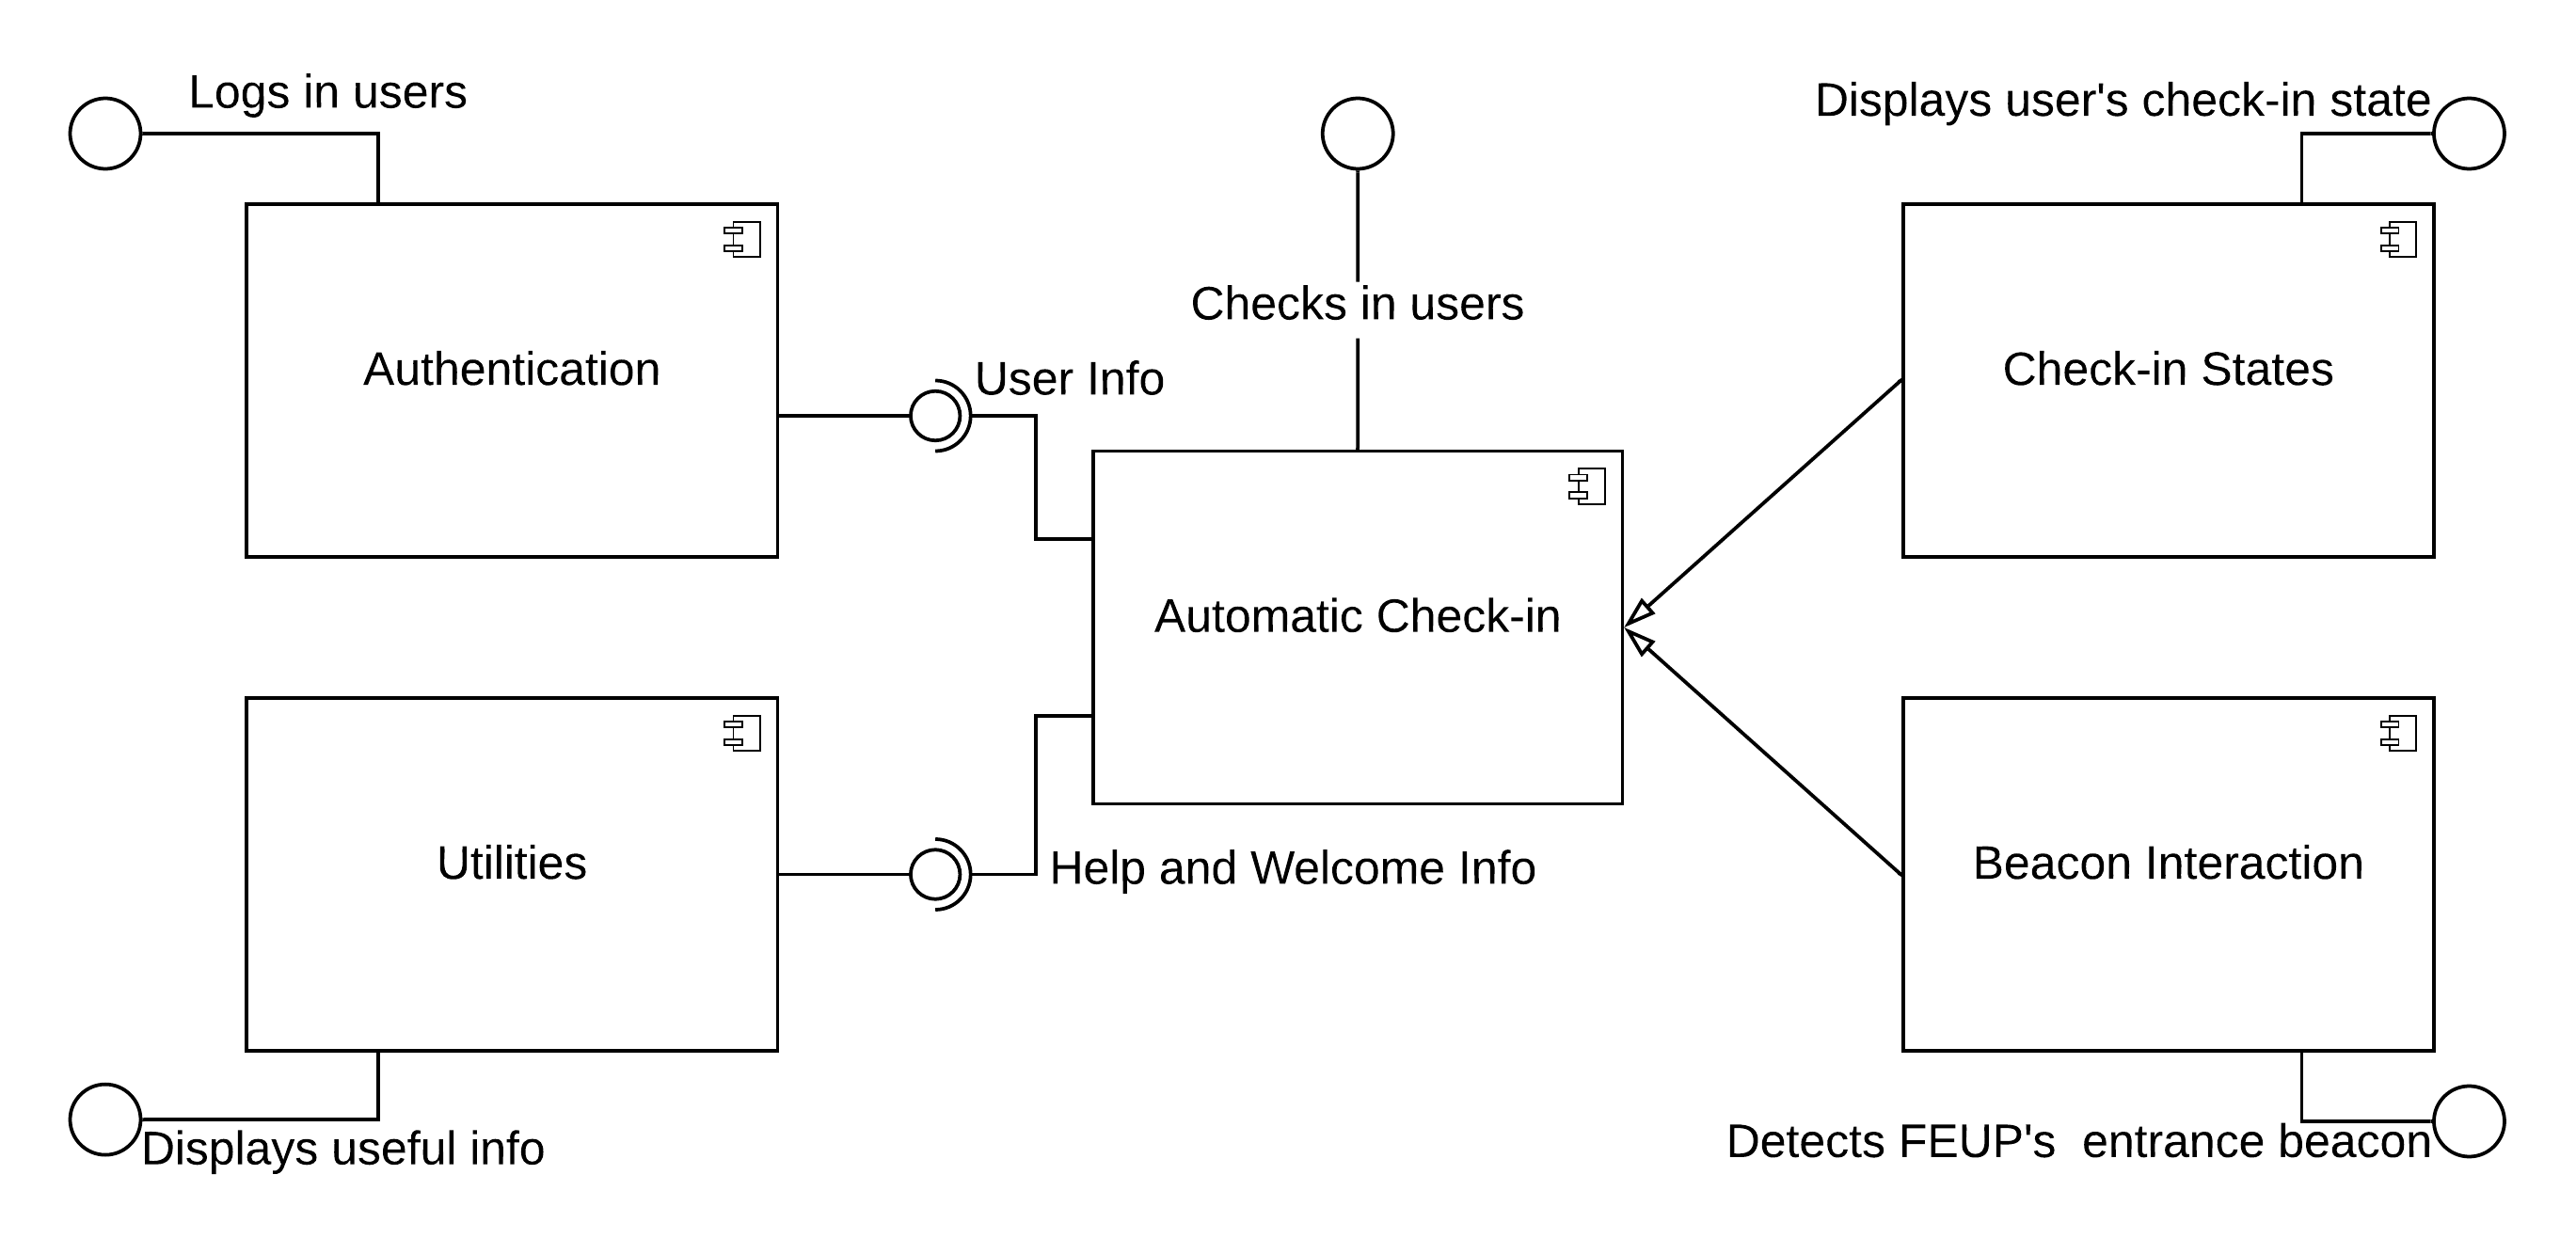 Logs in users
Displays user's check-in state
Checks in users
Authentication
User Info
Check-in States
Automatic Check-in
Utilities
Help and Welcome Info
Beacon Interaction
Displays useful info
Detects FEUP's  entrance beacon